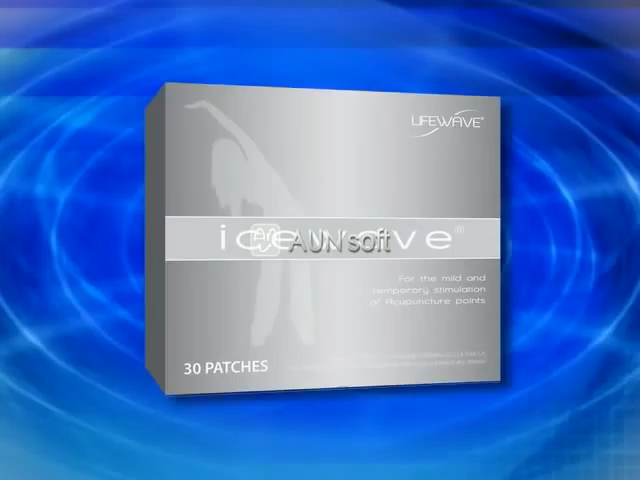 LIFEWAVE®
icewave®
AUN'soft
For the mild and
temporary stimulation
of Acupuncture points
30 PATCHES